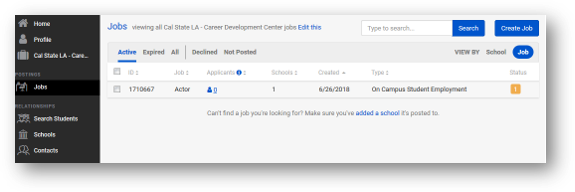 Home
Profile
Cal State LA - Caree...
POSTINGS
Jobs
RELATIONSHIPS
Search Students
Schools
Contacts
Jobs viewing all Cal State LA - Career Development Center jobs Edit this
Type to search...
Search
Create Job
Active Expired All Declined Not Posted
VIEW BY School Job
ID Job Applicants Schools Created Type Status
1710667 Actor 0 1 6/26/2018 On Campus Student Employment 1
Can't find a job you're looking for? Make sure you've added a school it's posted to.